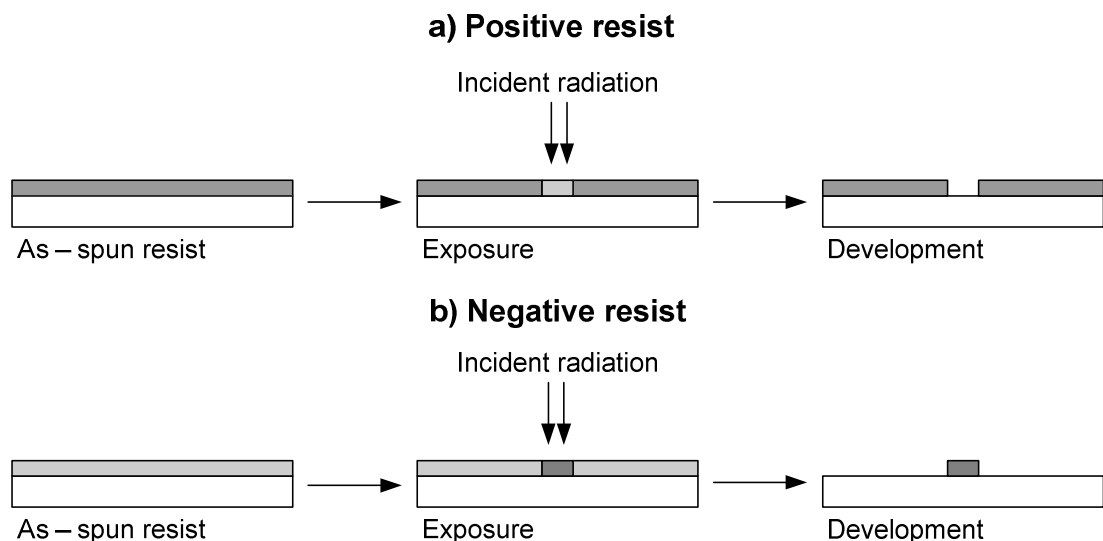 a) Positive resist
Incident radiation
As – spun resist
Exposure
Development
b) Negative resist
Incident radiation
As – spun resist
Exposure
Development